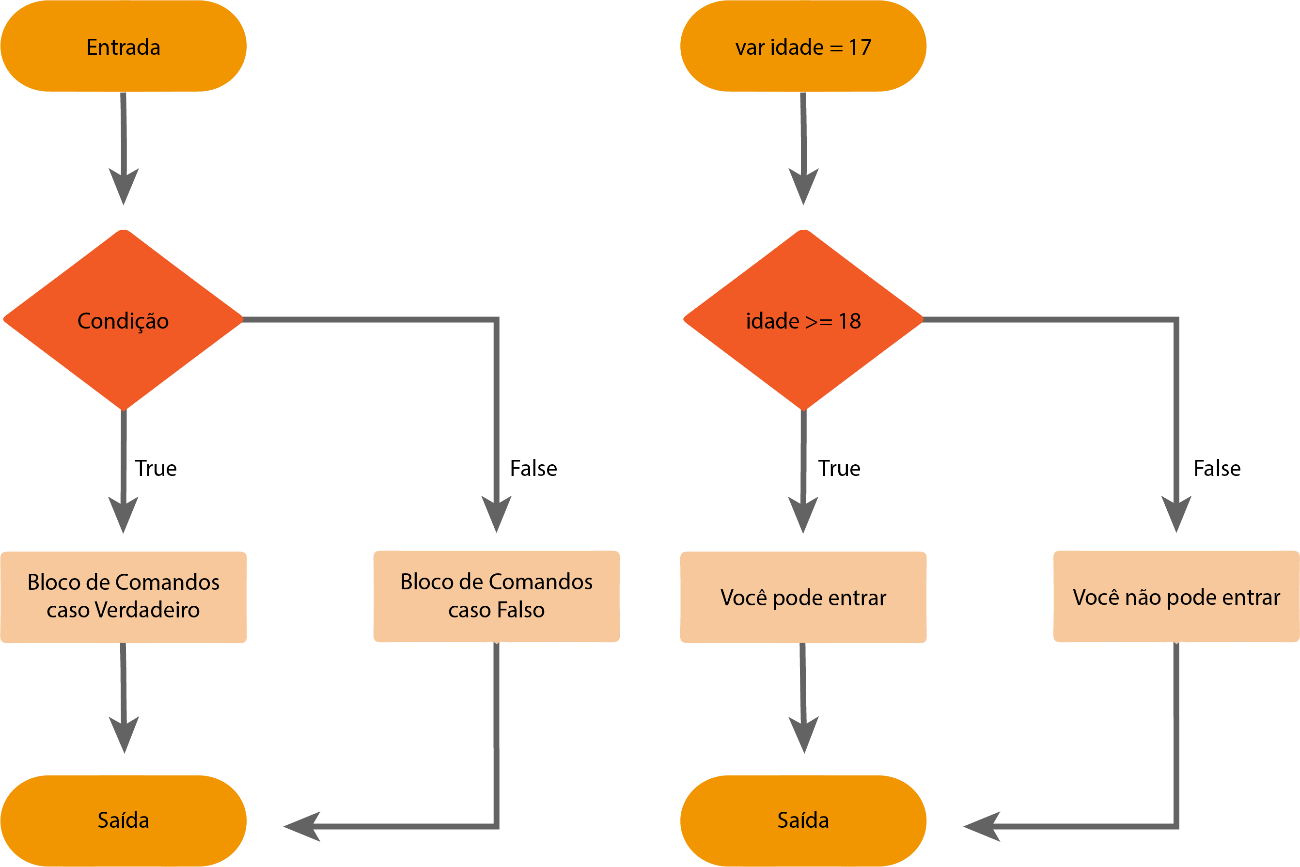 Entrada
Condição
True
False
Bloco de Comandos
caso Verdadeiro
Bloco de Comandos
caso Falso
Saída
var idade = 17
idade >= 18
True
False
Você pode entrar
Você não pode entrar
Saída